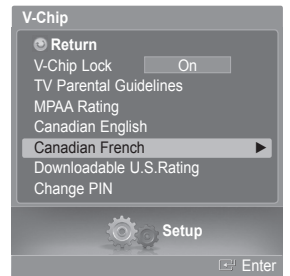 V-Chip
Return
V-Chip Lock On
TV Parental Guidelines
MPAA Rating
Canadian English
Canadian French
Downloadable U.S.Rating
Change PIN
Setup
Enter